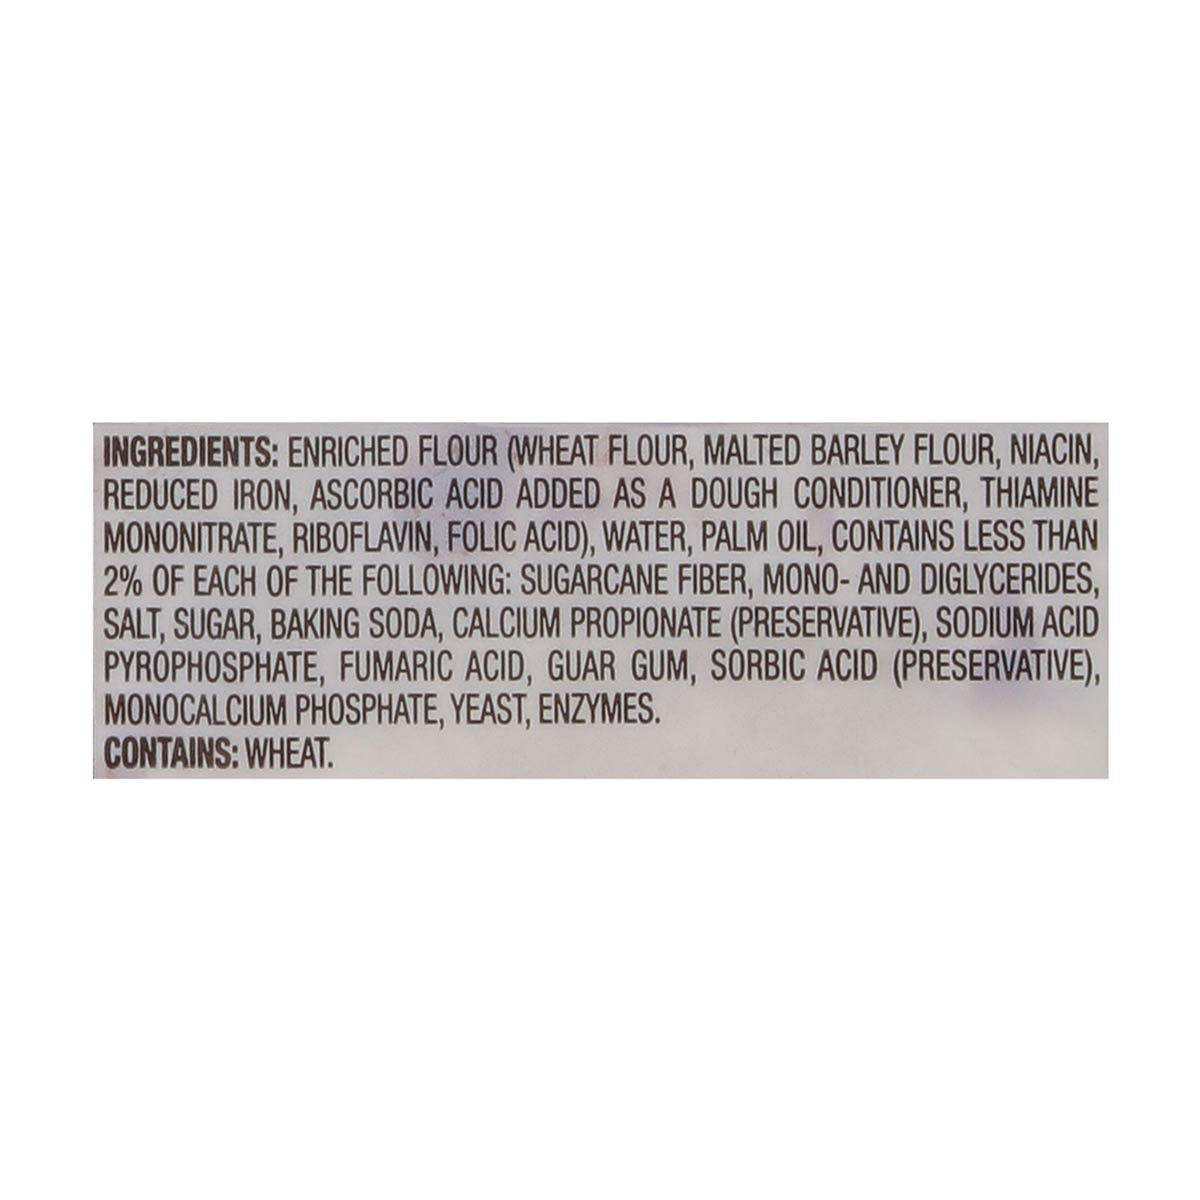 INGREDIENTS: ENRICHED FLOUR (WHEAT FLOUR, MALTED BARLEY FLOUR, NIACIN,
REDUCED IRON, ASCORBIC ACID ADDED AS A DOUGH CONDITIONER, THIAMINE
MONONITRATE, RIBOFLAVIN, FOLIC ACID), WATER, PALM OIL, CONTAINS LESS THAN
2% OF EACH OF THE FOLLOWING: SUGARCANE FIBER, MONO- AND DIGLYCERIDES,
SALT, SUGAR, BAKING SODA, CALCIUM PROPIONATE (PRESERVATIVE), SODIUM ACID
PYROPHOSPHATE, FUMARIC ACID, GUAR GUM, SORBIC ACID (PRESERVATIVE),
MONOCALCIUM PHOSPHATE, YEAST, ENZYMES.
CONTAINS: WHEAT.